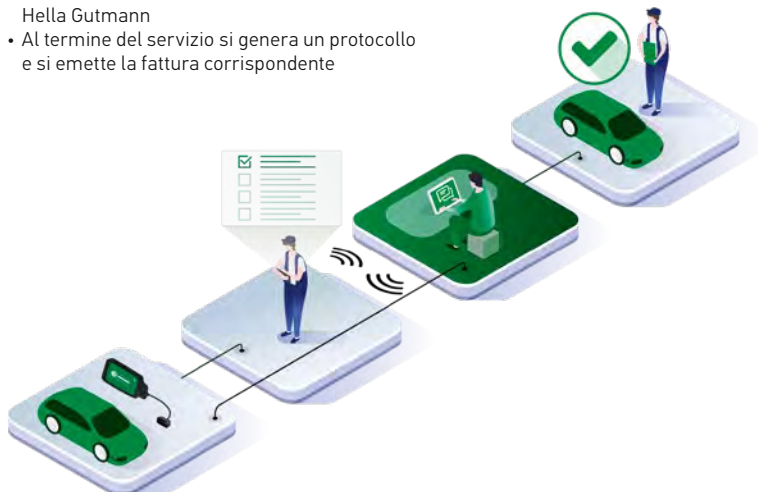 Hella Gutmann
• Al termine del servizio si genera un protocollo
e si emette la fattura corrispondente